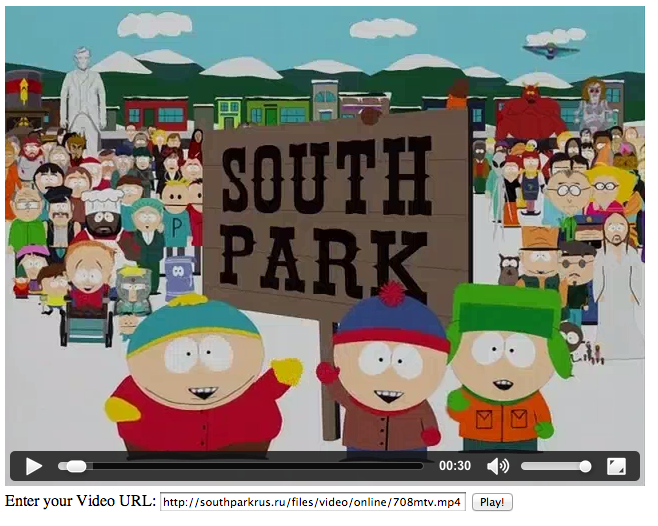 SOUTH
PARK
P
00:30
Enter your Video URL: http://southparkrus.ru/files/video/online/708mtv.mp4 Play!